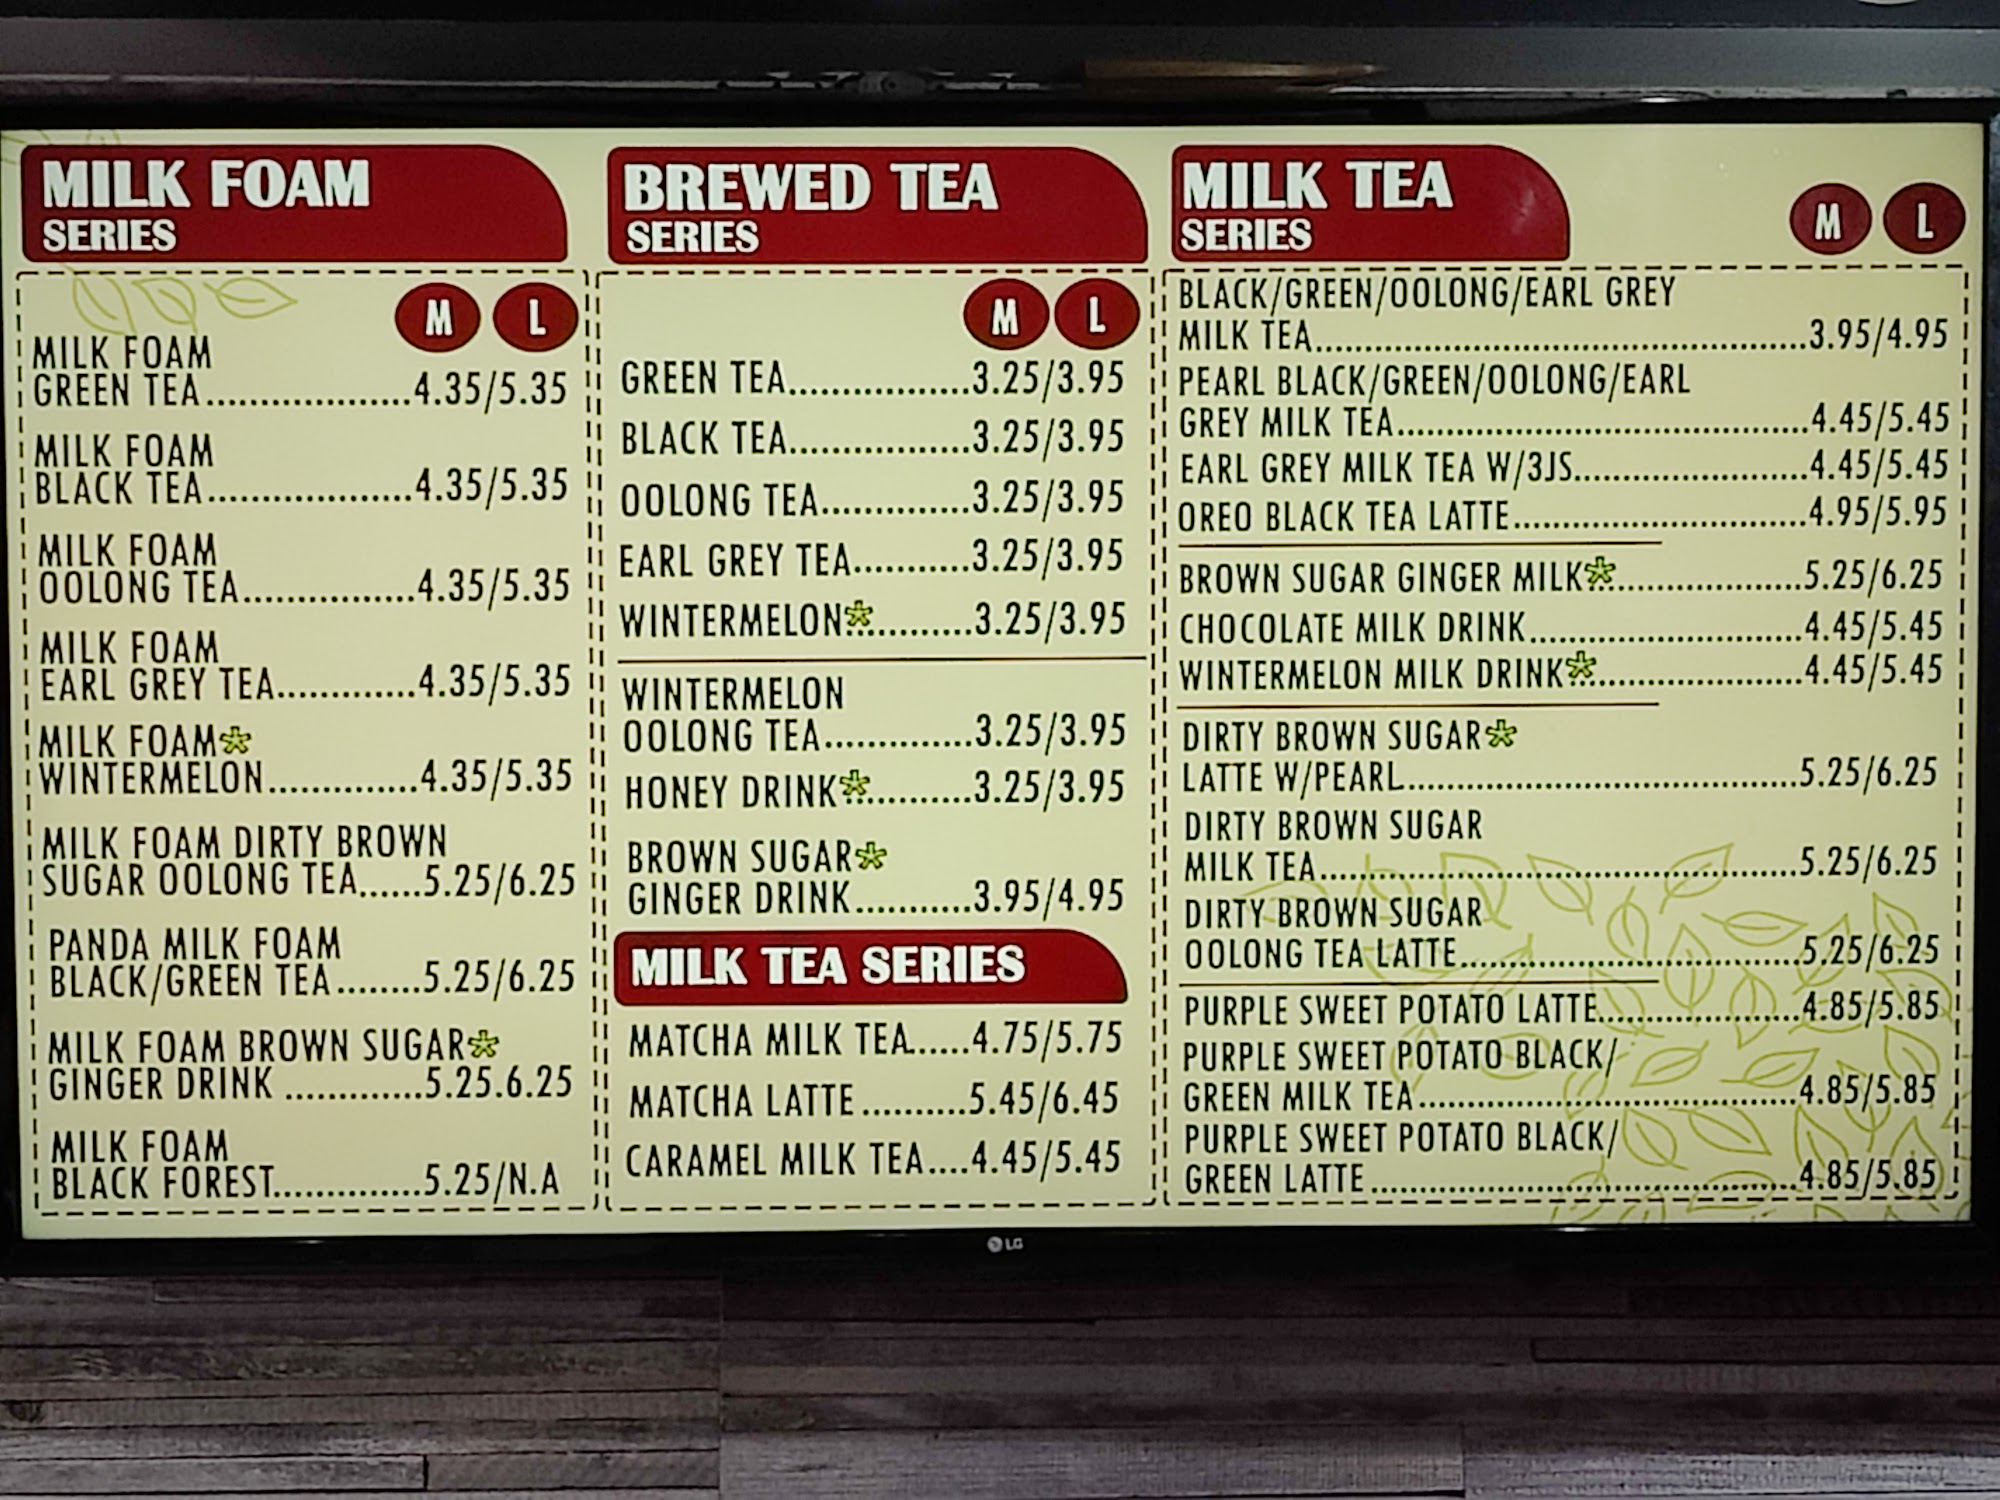 MILK FOAM
SERIES
M L
MILK FOAM
GREEN TEA..................4.35/5.35
MILK FOAM
BLACK TEA..................4.35/5.35
MILK FOAM
OOLONG TEA...............4.35/5.35
MILK FOAM
EARL GREY TEA............4.35/5.35
MILK FOAM*
WINTERMELON.............4.35/5.35
MILK FOAM DIRTY BROWN
SUGAR OOLONG TEA......5.25/6.25
PANDA MILK FOAM
BLACK/GREEN TEA........5.25/6.25
MILK FOAM BROWN SUGAR*
GINGER DRINK ............5.25.6.25
MILK FOAM
BLACK FOREST.............5.25/N.A
BREWED TEA
SERIES
M L
GREEN TEA................3.25/3.95
BLACK TEA................3.25/3.95
OOLONG TEA.............3.25/3.95
EARL GREY TEA..........3.25/3.95
WINTERMELON*...........3.25/3.95
WINTERMELON
OOLONG TEA.............3.25/3.95
HONEY DRINK*...........3.25/3.95
BROWN SUGAR*
GINGER DRINK..........3.95/4.95
MILK TEA SERIES
MATCHA MILK TEA.....4.75/5.75
MATCHA LATTE.........5.45/6.45
CARAMEL MILK TEA....4.45/5.45
MILK TEA
SERIES
M L
BLACK/GREEN/OOLONG/EARL GREY
MILK TEA..................................................3.95/4.95
PEARL BLACK/GREEN/OOLONG/EARL
GREY MILK TEA..........................................4.45/5.45
EARL GREY MILK TEA W/3JS.......................4.45/5.45
OREO BLACK TEA LATTE.............................4.95/5.95
BROWN SUGAR GINGER MILK*..................5.25/6.25
CHOCOLATE MILK DRINK...........................4.45/5.45
WINTERMELON MILK DRINK*.....................4.45/5.45
DIRTY BROWN SUGAR*
LATTE W/PEARL........................................5.25/6.25
DIRTY BROWN SUGAR
MILK TEA.................................................5.25/6.25
DIRTY BROWN SUGAR
OOLONG TEA LATTE..................................5.25/6.25
PURPLE SWEET POTATO LATTE....................4.85/5.85
PURPLE SWEET POTATO BLACK/
GREEN MILK TEA.......................................4.85/5.85
PURPLE SWEET POTATO BLACK/
GREEN LATTE............................................4.85/5.85
LG